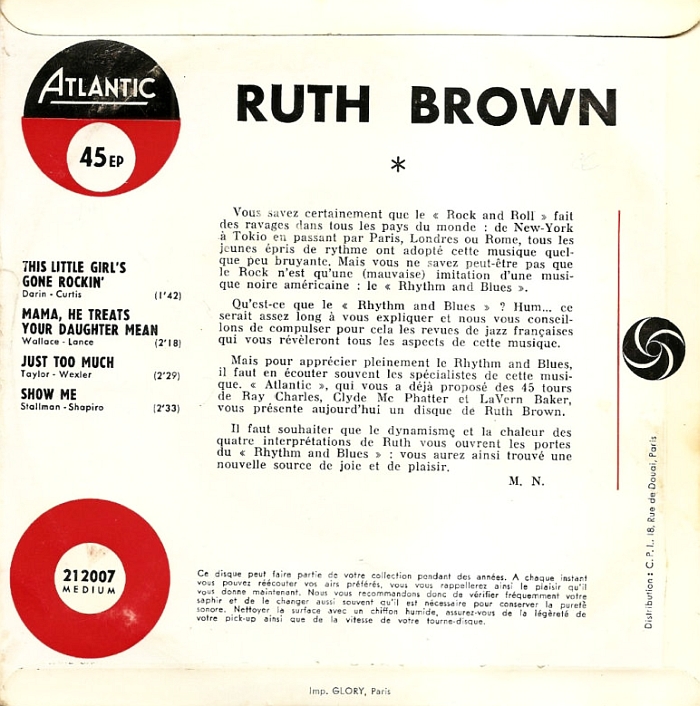 ATLANTIC
45 EP
RUTH BROWN
*
THIS LITTLE GIRL'S
GONE ROCKIN'
Darin - Curtis (1'42)
MAMA, HE TREATS
YOUR DAUGHTER MEAN
Wallace - Lance (2'18)
JUST TOO MUCH
Taylor - Wexler (2'29)
SHOW ME
Stallman - Shapiro (2'33)
Vous savez certainement que le « Rock and Roll » fait
des ravages dans tous les pays du monde : de New-York
à Tokio en passant par Paris, Londres ou Rome, tous les
jeunes épris de rythme ont adopté cette musique quel-
que peu bruyante. Mais vous ne savez peut-être pas que
le Rock n'est qu'une (mauvaise) imitation d'une musi-
que noire américaine : le « Rhythm and Blues ».
Qu'est-ce que le « Rhythm and Blues » ? Hum... ce
serait assez long à vous expliquer et nous vous conseil-
lons de compulser pour cela les revues de jazz françaises
qui vous révèleront tous les aspects de cette musique.
Mais pour apprécier pleinement le Rhythm and Blues,
il faut en écouter souvent les spécialistes de cette musi-
que. « Atlantic », qui vous a déjà proposé des 45 tours
de Ray Charles, Clyde Mc Phatter et LaVern Baker,
vous présente aujourd'hui un disque de Ruth Brown.
Il faut souhaiter que le dynamisme et la chaleur des
quatre interprétations de Ruth vous ouvrent les portes
du « Rhythm and Blues » : vous aurez ainsi trouvé une
nouvelle source de joie et de plaisir.
M. N.
Distribution : C. P. I., 18, Rue de Douai, Paris
212007
MEDIUM
Ce disque peut faire partie de votre collection pendant des années. A chaque instant
vous pouvez réécouter vos airs préférés, vous vous rappellerez ainsi le plaisir qu'il
vous donne maintenant. Nous vous recommandons donc de vérifier fréquemment votre
saphir et de le changer aussi souvent qu'il est nécessaire pour conserver la pureté
sonore. Nettoyer la surface avec un chiffon humide, assurez-vous de la légèreté de
votre pick-up ainsi que de la vitesse de votre tourne-disque.
Imp. GLORY, Paris